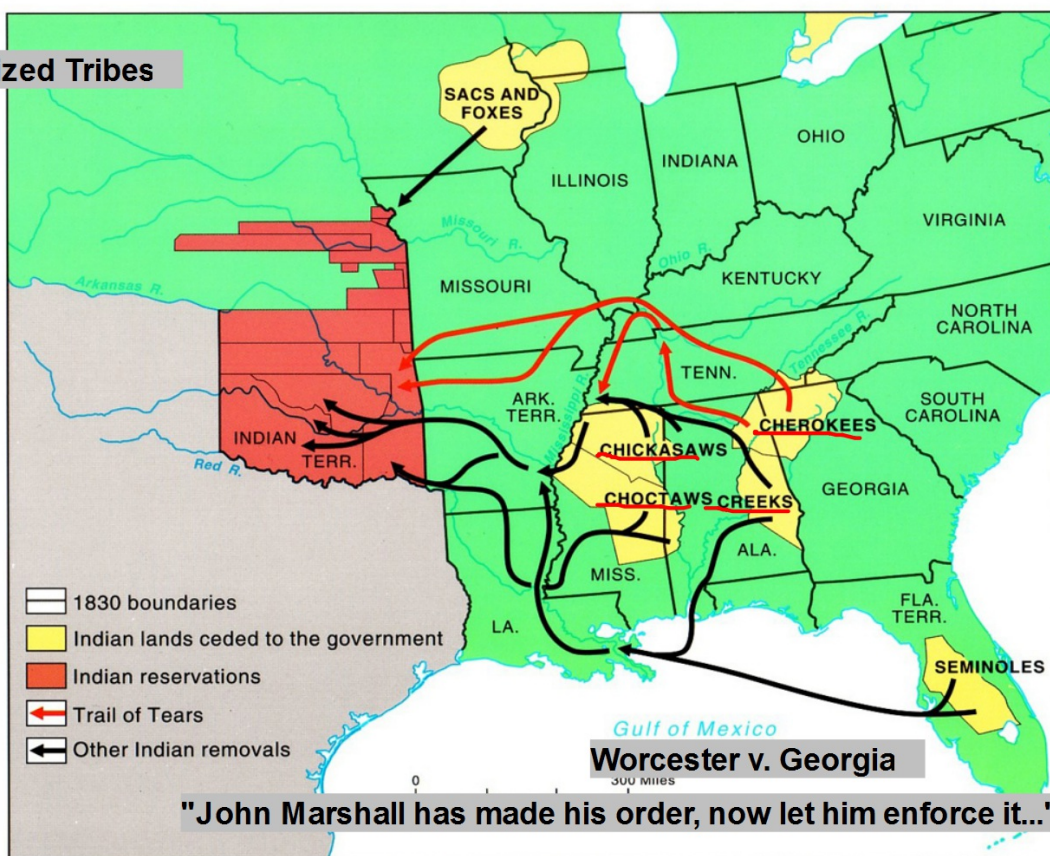 ized Tribes
SACS AND
FOXES
OHIO
INDIANA
ILLINOIS
VIRGINIA
Missouri R.
Ohio R.
KENTUCKY
MISSOURI
Arkansas R.
NORTH
CAROLINA
Tennessee R.
TENN.
Mississippi R.
ARK.
TERR.
SOUTH
CAROLINA
CHEROKEES
INDIAN
TERR.
CHICKASAWS
Red R.
CHOCTAWS
CREEKS
GEORGIA
ALA.
MISS.
1830 boundaries
FLA.
TERR.
LA.
Indian lands ceded to the government
SEMINOLES
Indian reservations
Trail of Tears
Gulf of Mexico
Other Indian removals
Worcester v. Georgia
0
300 Miles
"John Marshall has made his order, now let him enforce it..."